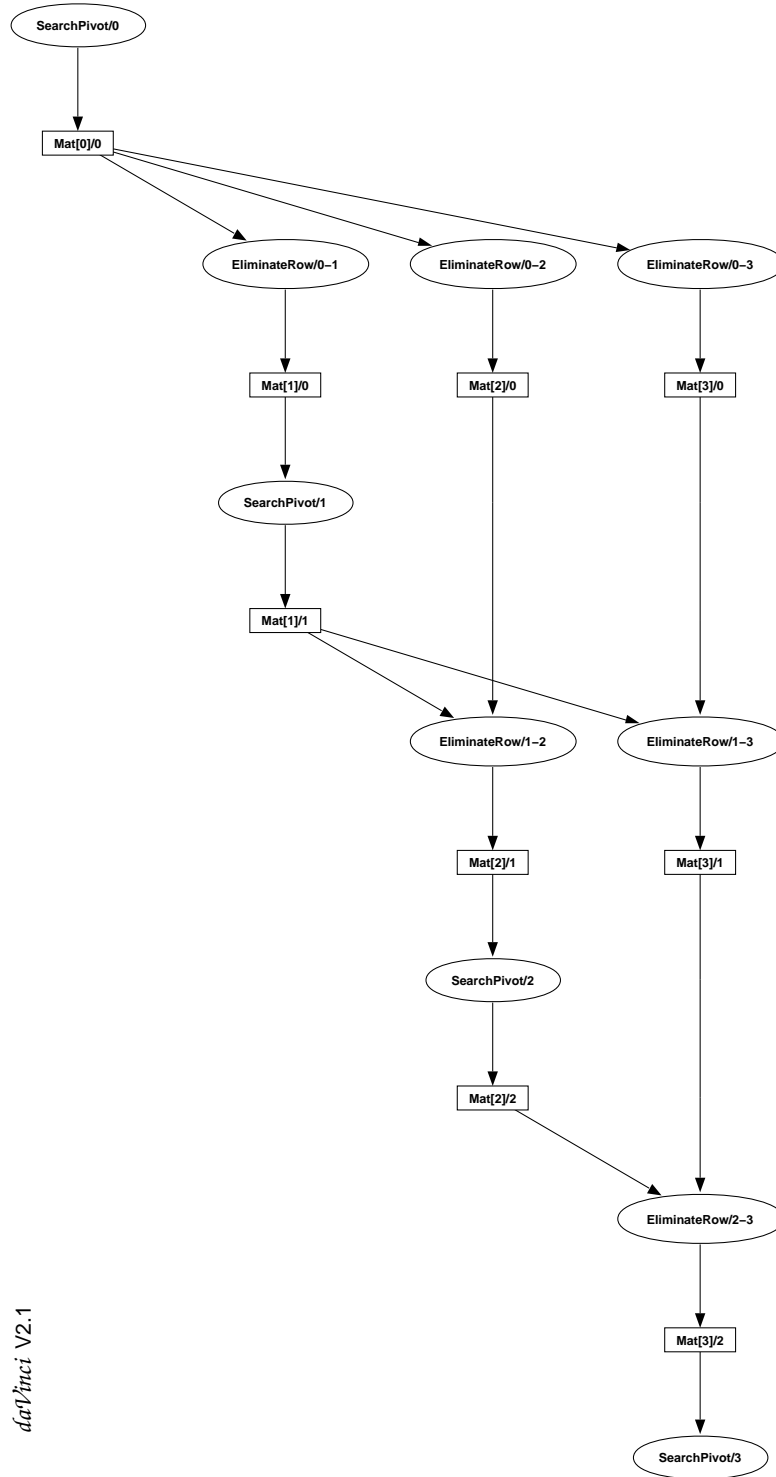 SearchPivot/0
Mat[0]/0
EliminateRow/0−1
EliminateRow/0−2
EliminateRow/0−3
Mat[1]/0
Mat[2]/0
Mat[3]/0
SearchPivot/1
Mat[1]/1
EliminateRow/1−2
EliminateRow/1−3
Mat[2]/1
Mat[3]/1
SearchPivot/2
Mat[2]/2
EliminateRow/2−3
Mat[3]/2
SearchPivot/3
daVinci V2.1